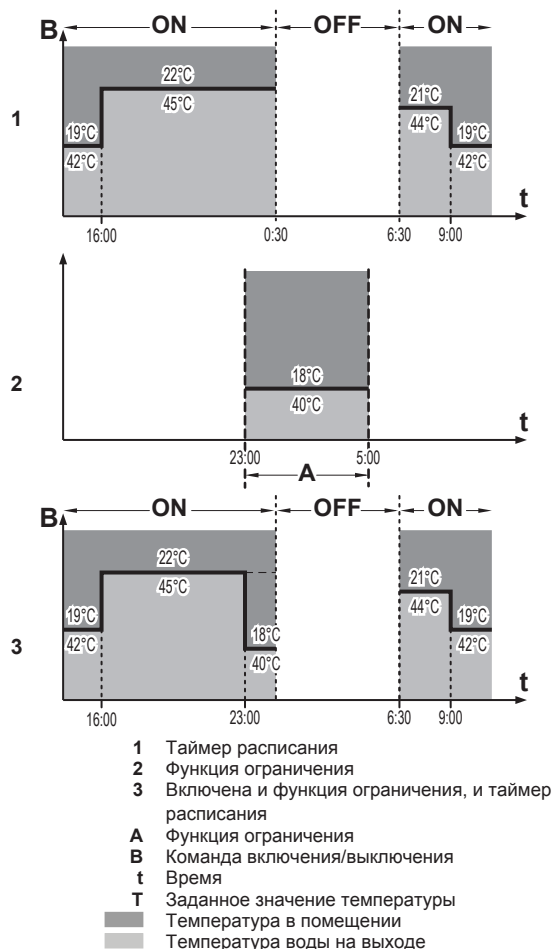 B ON OFF ON
22°C
45°C
21°C
44°C
19°C
42°C
19°C
42°C
1
t
16:00 0:30 6:30 9:00
18°C
40°C
2
t
23:00 5:00
A
B ON OFF ON
22°C
45°C
21°C
44°C
19°C
42°C
18°C
40°C
19°C
42°C
3
t
16:00 23:00 6:30 9:00
1 Таймер расписания
2 Функция ограничения
3 Включена и функция ограничения, и таймер
расписания
A Функция ограничения
B Команда включения/выключения
t Время
T Заданное значение температуры
Температура в помещении
Температура воды на выходе